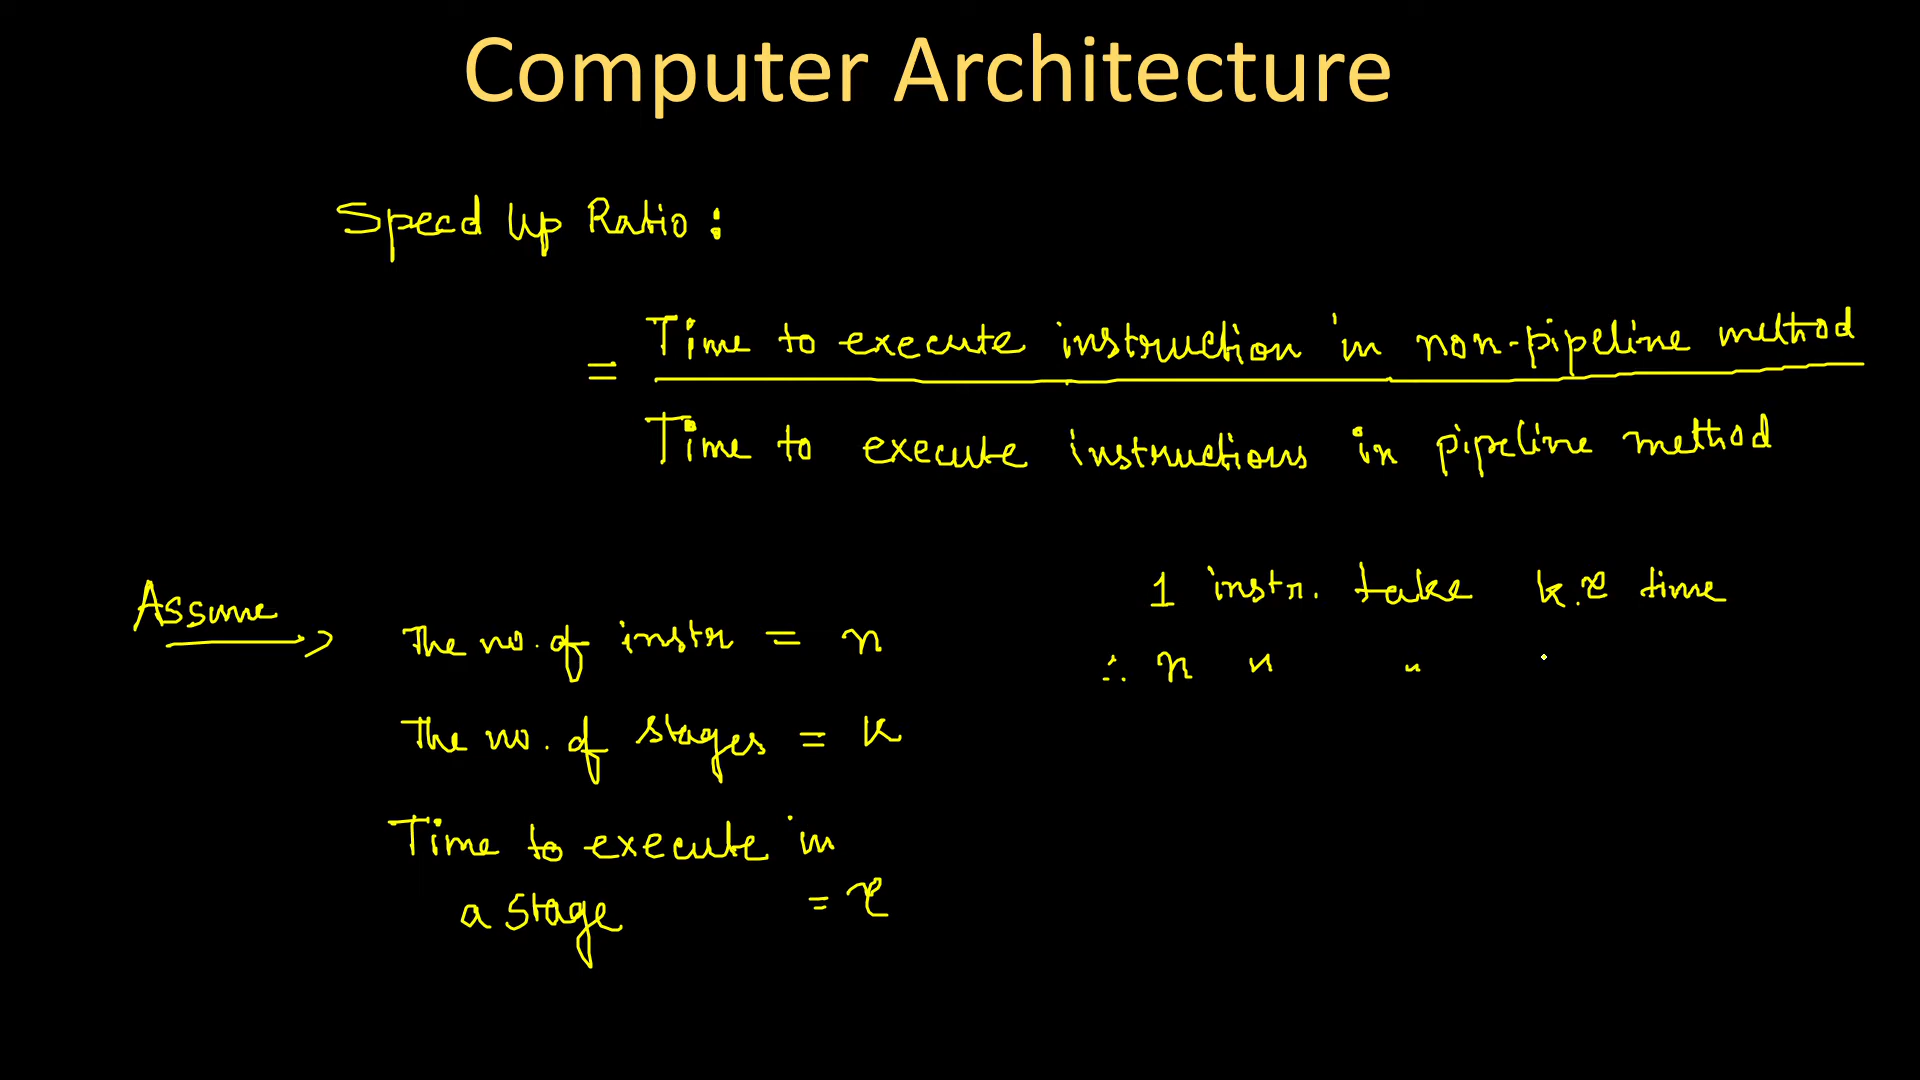 Computer Architecture
Speed Up Ratio :
Time to execute instruction in non-pipeline method
=
Time to execute instructions in pipeline method
Assume →
The no. of instr = n
The no. of stages = k
Time to execute in
a stage = τ
1 instr. take k.τ time
∴ n " "